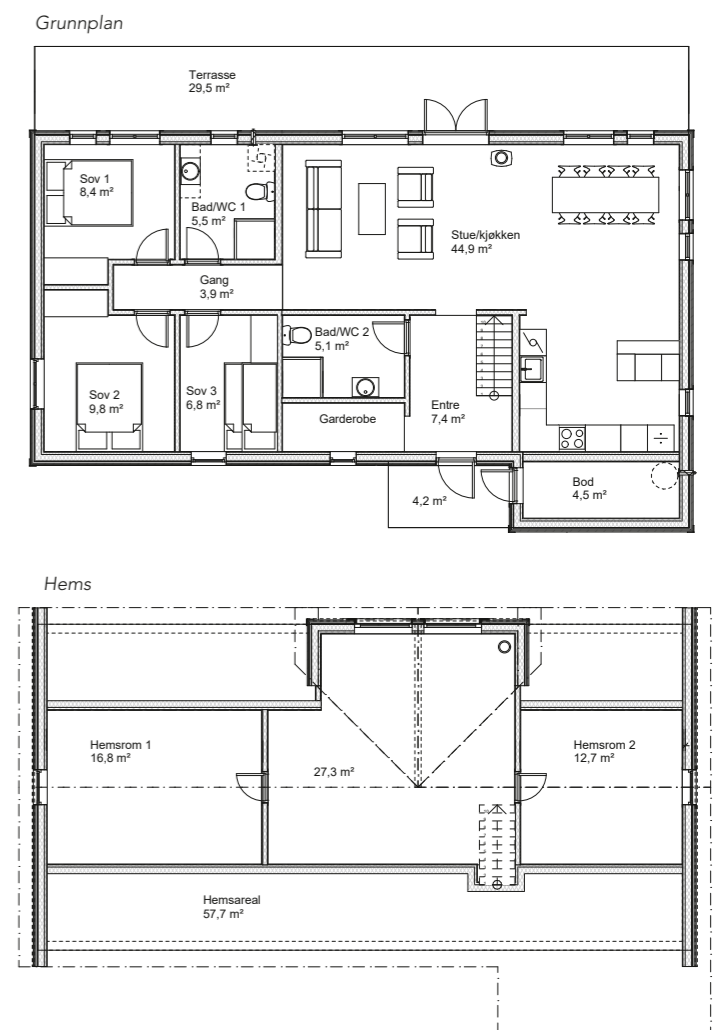 Grunnplan
Terrasse
29,5 m²
Sov 1
8,4 m²
Bad/WC 1
5,5 m²
Stue/kjøkken
44,9 m²
Gang
3,9 m²
Bad/WC 2
5,1 m²
Sov 2
9,8 m²
Sov 3
6,8 m²
Entre
7,4 m²
Garderobe
Bod
4,5 m²
4,2 m²
Hems
Hemsrom 1
16,8 m²
27,3 m²
Hemsrom 2
12,7 m²
Hemsareal
57,7 m²